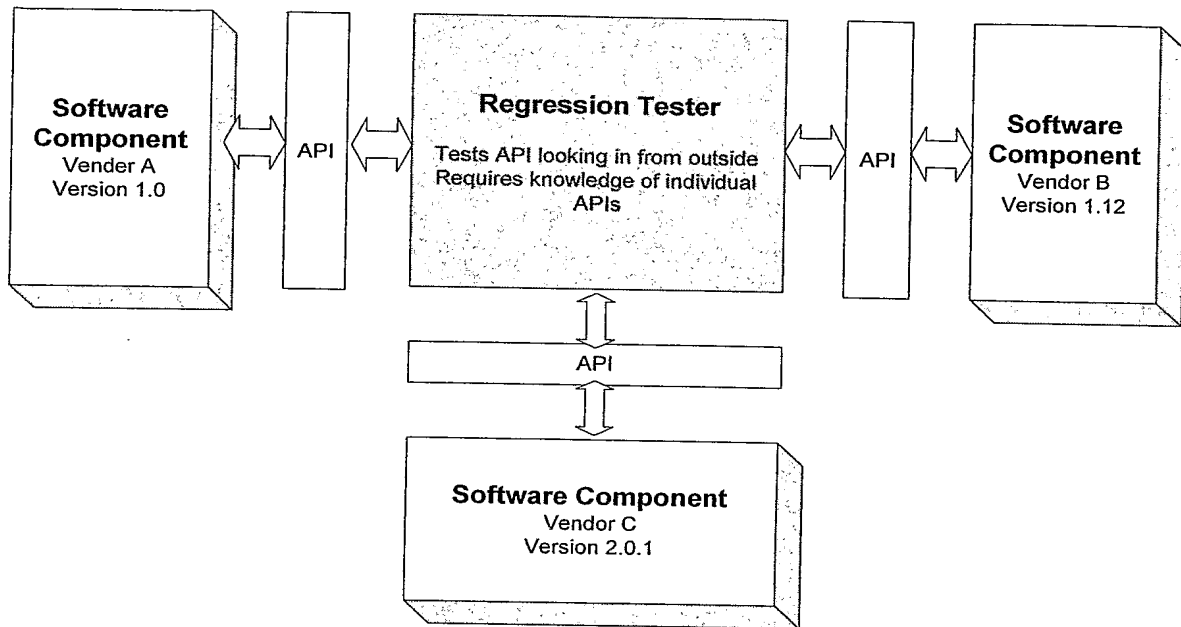 Software
Component
Vender A
Version 1.0
API
Regression Tester
Tests API looking in from outside
Requires knowledge of individual
APIs
API
Software
Component
Vendor B
Version 1.12
API
Software Component
Vendor C
Version 2.0.1